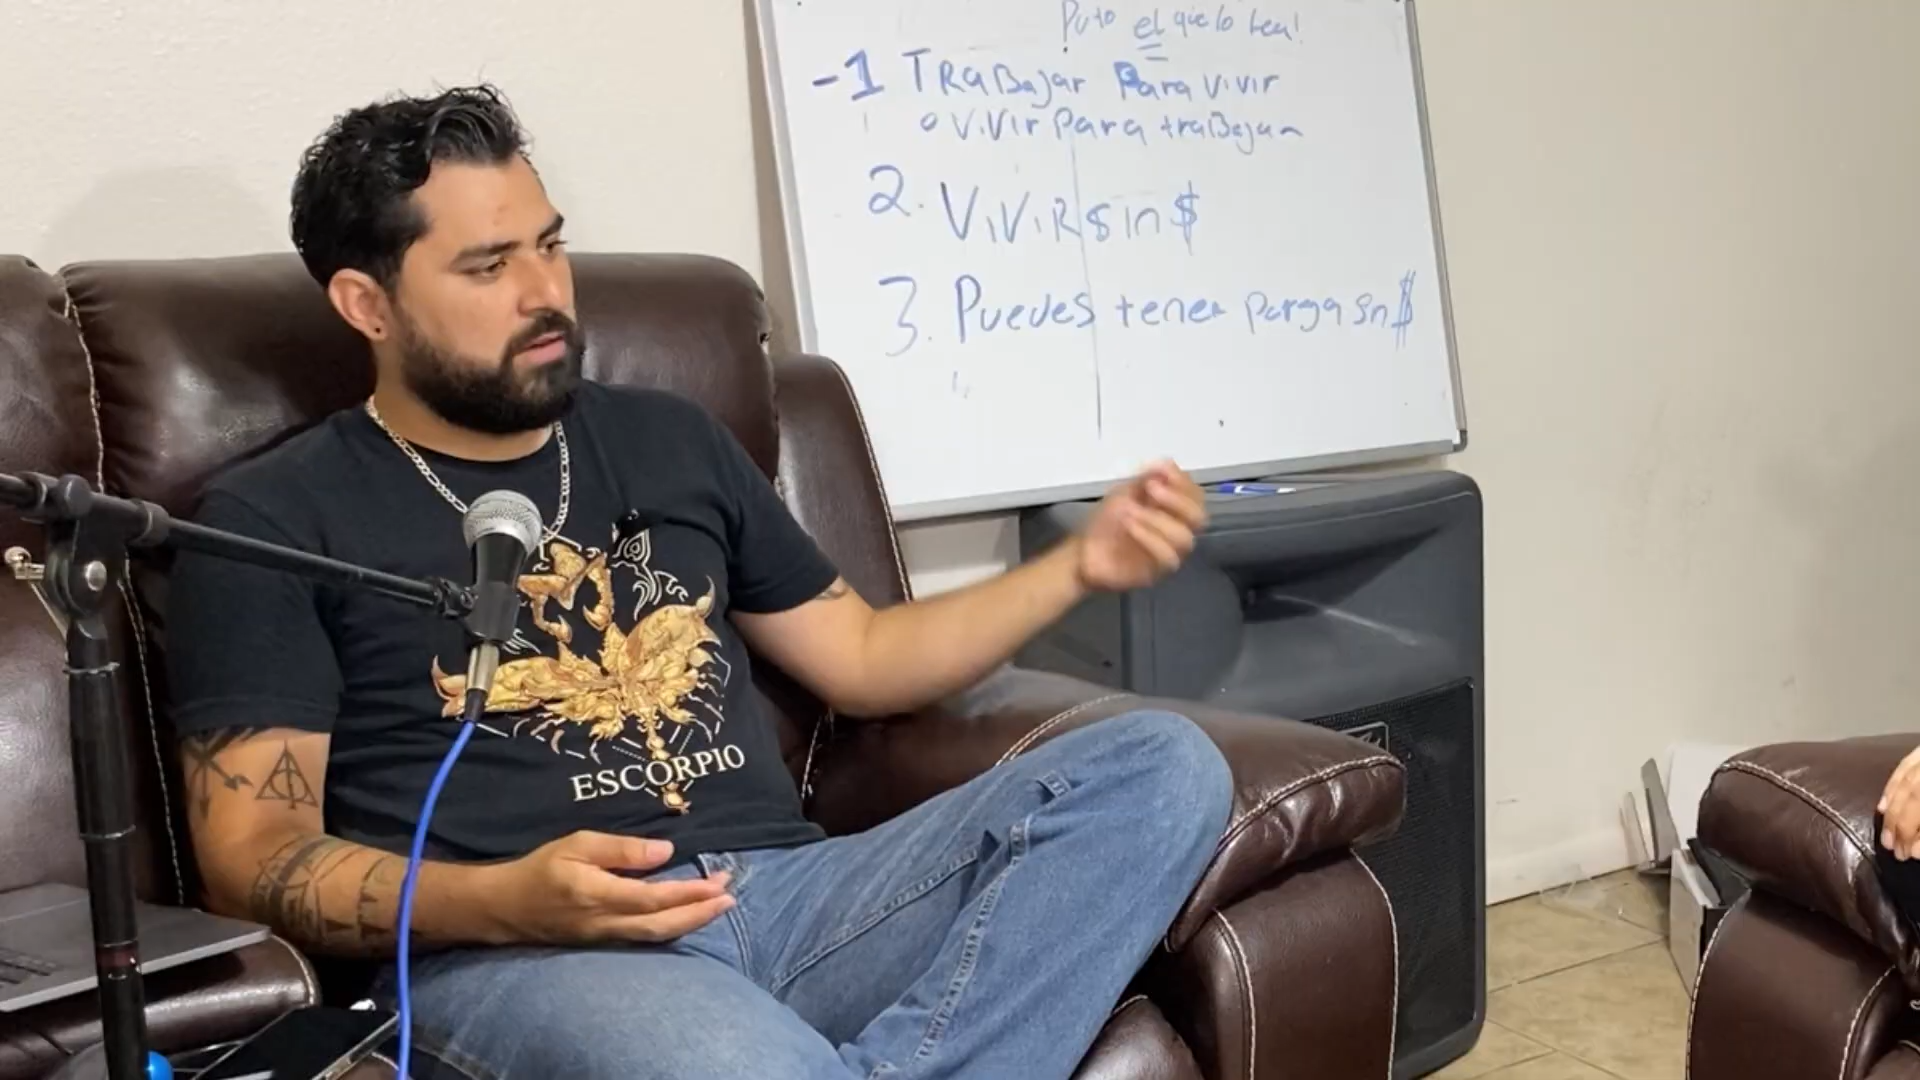 Puto el que lo lea!
-1 TRaBajar Para vivir
o ViVir para traBajar
2. ViViR sin $
3. Puedes tener parga sn $
ESCORPIO